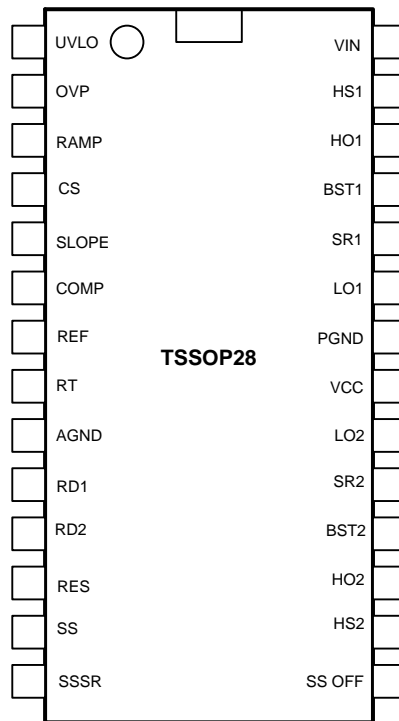 UVLO
VIN
OVP
HS1
RAMP
HO1
CS
BST1
SLOPE
SR1
COMP
LO1
REF
PGND
TSSOP28
RT
VCC
AGND
LO2
RD1
SR2
RD2
BST2
RES
HO2
SS
HS2
SSSR
SS OFF